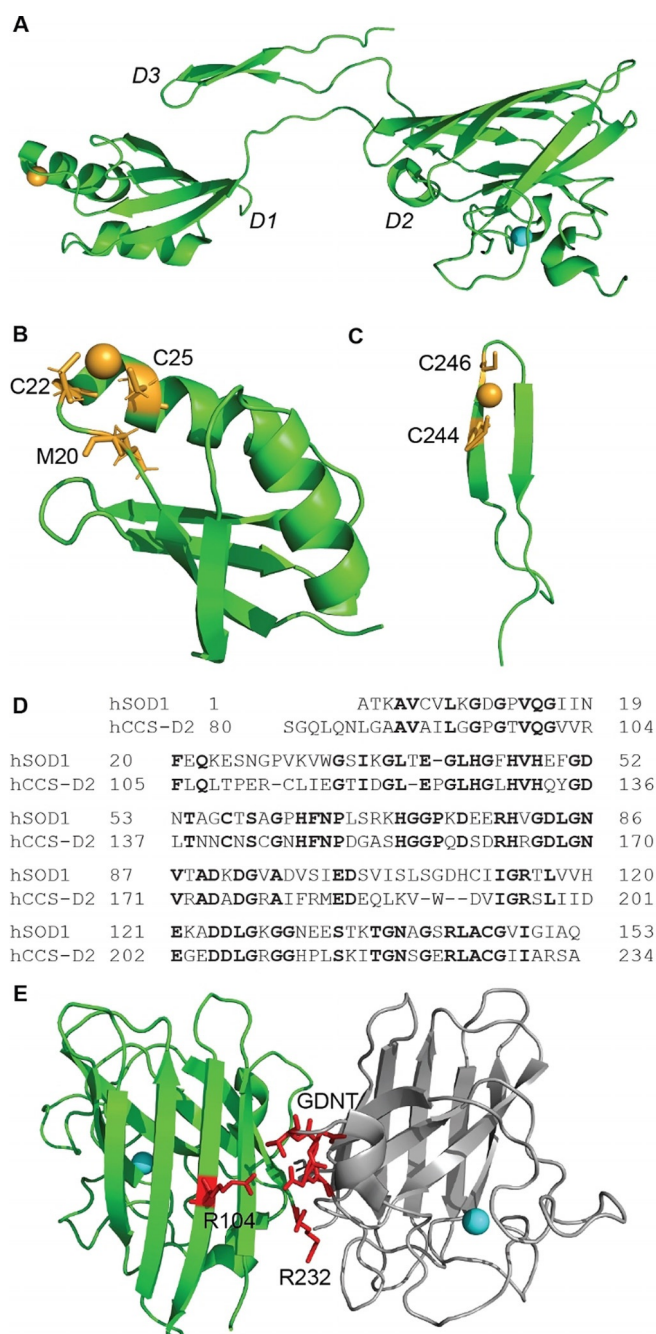 A
D3
D1
D2
B
C25
C22
M20
C
C246
C244
D
hSOD1 1 ATKAVCVLKGDGPVQGIIN 19
hCCS-D2 80 SGQLQNLGAAVAILGGPGTVQGVVR 104
hSOD1 20 FEQKESNGPVKVWGSIKGLTE-GLHGFHVHEFGD 52
hCCS-D2 105 FLQLTPER-CLIEGTIDGL-EPGLHGLHVHQYGD 136
hSOD1 53 NTAGCTSAGPHFNPLSRKHGGPKDEERHVGDLGN 86
hCCS-D2 137 LTNNCNSCGNHFNPDGASHGGPQDSDRHRGDLGN 170
hSOD1 87 VTADKDGVADVSIEDSVISLSGDHCIIGRTLVVH 120
hCCS-D2 171 VRADADGRAIFRMEDEQLKV-W--DVIGRSLIID 201
hSOD1 121 EKADDLGKGGNEESTKTGNAGSRLACGVIGIAQ 153
hCCS-D2 202 EGEDDLGRGGHPLSKITGNSGERLACGIIARSA 234
E
GDNT
R104
R232